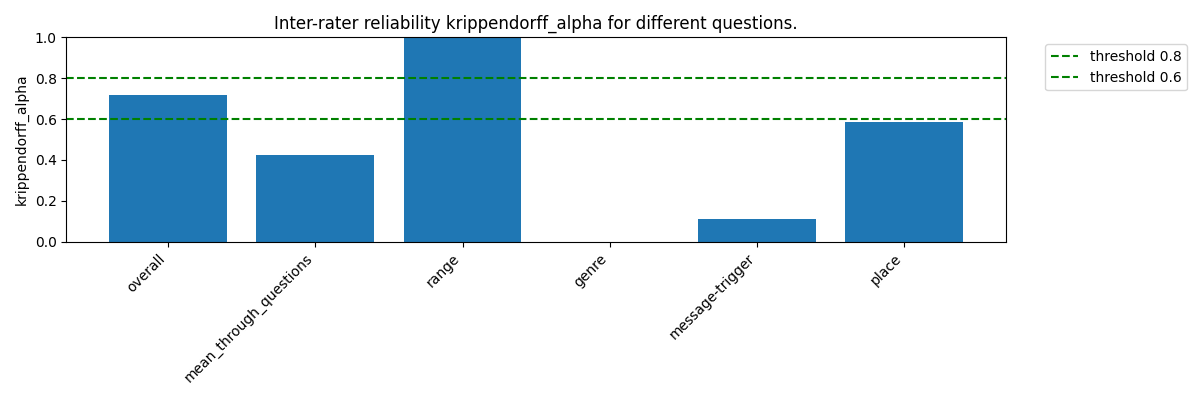 Inter-rater reliability krippendorff_alpha for different questions.
krippendorff_alpha
1.0
0.8
0.6
0.4
0.2
0.0
overall
mean_through_questions
range
genre
message-trigger
place
threshold 0.8
threshold 0.6